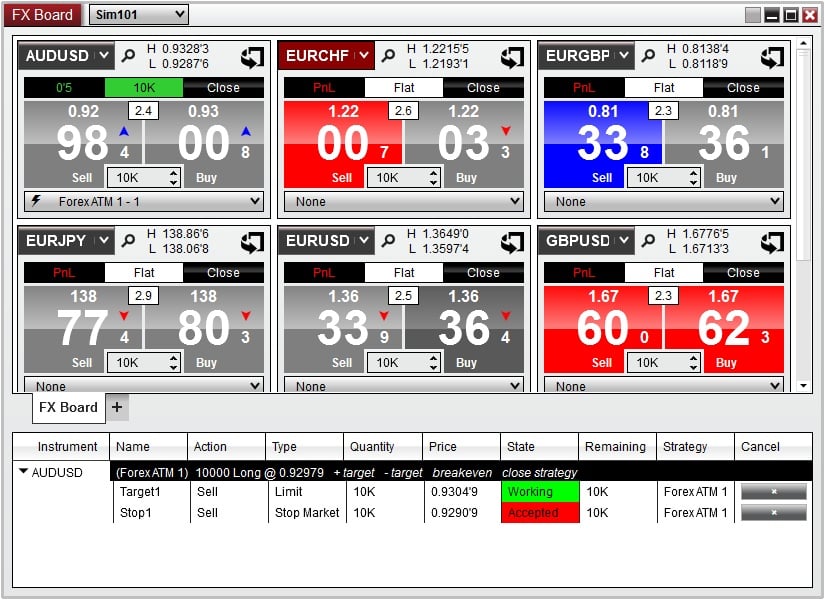 FX Board Sim101
AUDUSD H 0.9328'3
L 0.9287'6
0'5 10K Close
0.92 2.4 0.93
98 4 00 8
Sell 10K Buy
ForexATM 1 - 1
EURCHF H 1.2215'5
L 1.2193'1
PnL Flat Close
1.22 2.6 1.22
00 7 03 3
Sell 10K Buy
None
EURGBP H 0.8138'4
L 0.8118'9
PnL Flat Close
0.81 2.3 0.81
33 8 36 1
Sell 10K Buy
None
EURJPY H 138.86'6
L 138.06'8
PnL Flat Close
138 2.9 138
77 4 80 3
Sell 10K Buy
None
EURUSD H 1.3649'0
L 1.3597'4
PnL Flat Close
1.36 2.5 1.36
33 9 36 4
Sell 10K Buy
None
GBPUSD H 1.6776'5
L 1.6713'3
PnL Flat Close
1.67 2.3 1.67
60 0 62 3
Sell 10K Buy
None
FX Board +
Instrument Name Action Type Quantity Price State Remaining Strategy Cancel
AUDUSD (ForexATM 1) 10000 Long @ 0.92979 + target - target breakeven close strategy
Target1 Sell Limit 10K 0.9304'9 Working 10K ForexATM 1 x
Stop1 Sell Stop Market 10K 0.9290'9 Accepted 10K ForexATM 1 x